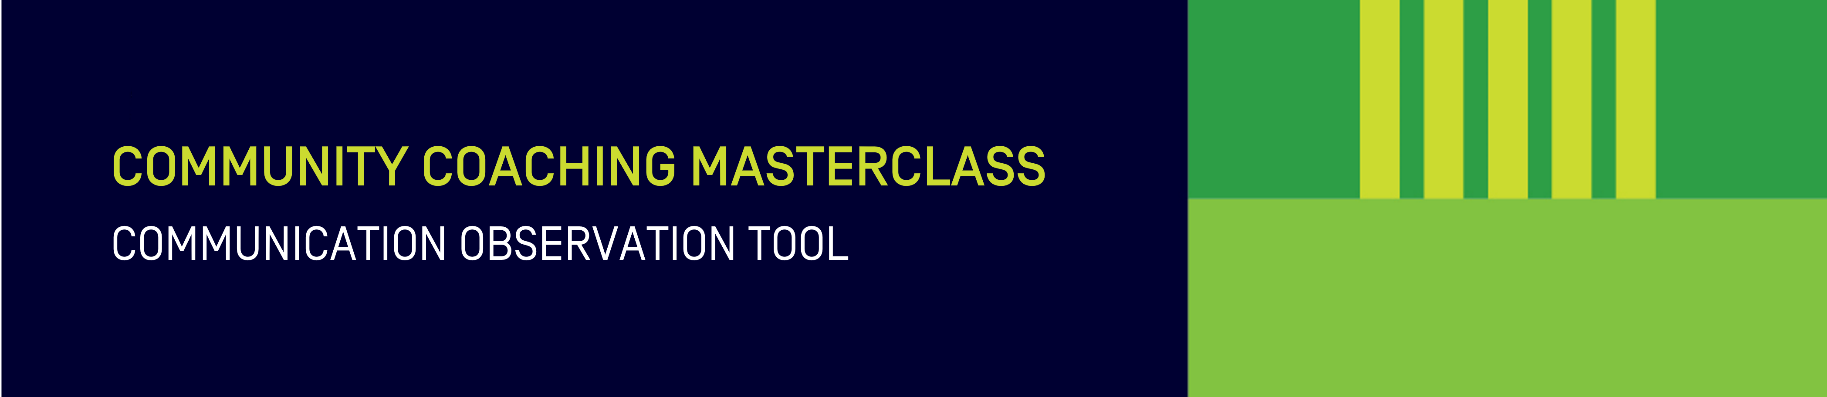 COMMUNITY COACHING MASTERCLASS
COMMUNICATION OBSERVATION TOOL